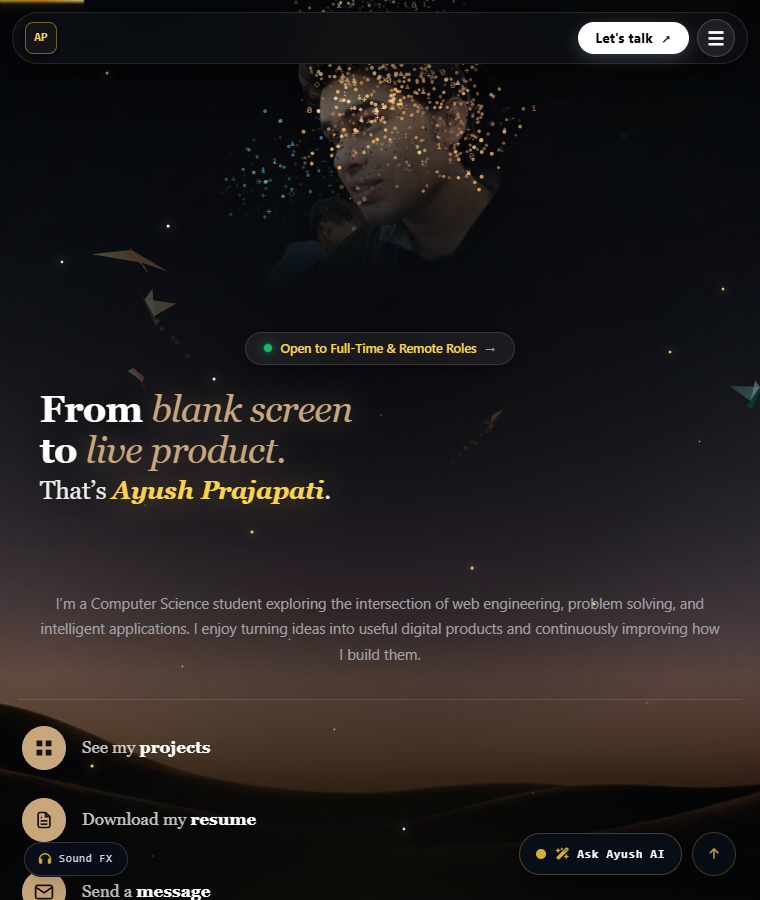 AP
Let's talk ↗
Open to Full-Time & Remote Roles →
From blank screen
to live product.
That's Ayush Prajapati.
I'm a Computer Science student exploring the intersection of web engineering, problem solving, and
intelligent applications. I enjoy turning ideas into useful digital products and continuously improving how
I build them.
See my projects
Download my resume
Sound FX
Ask Ayush AI
Send a message